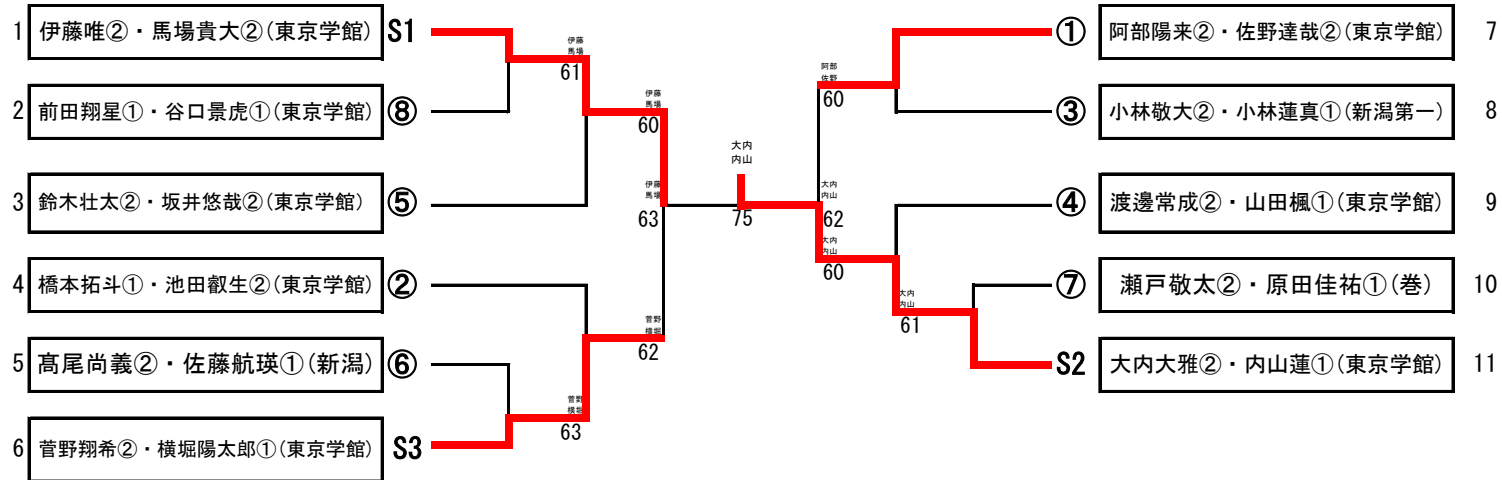 1 伊藤唯②・馬場貴大②(東京学館) S1
2 前田翔星①・谷口景虎①(東京学館) ⑧
3 鈴木壮太②・坂井悠哉②(東京学館) ⑤
4 橋本拓斗①・池田叡生②(東京学館) ②
5 髙尾尚義②・佐藤航瑛①(新潟) ⑥
6 菅野翔希②・横堀陽太郎①(東京学館) S3
伊藤
馬場
61
伊藤
馬場
60
伊藤
馬場
63
菅野
横堀
62
菅野
横堀
63
大内
内山
75
阿部
佐野
60
大内
内山
62
大内
内山
60
大内
内山
61
① 阿部陽来②・佐野達哉②(東京学館) 7
③ 小林敬大②・小林蓮真①(新潟第一) 8
④ 渡邊常成②・山田楓①(東京学館) 9
⑦ 瀬戸敬太②・原田佳祐①(巻) 10
S2 大内大雅②・内山蓮①(東京学館) 11